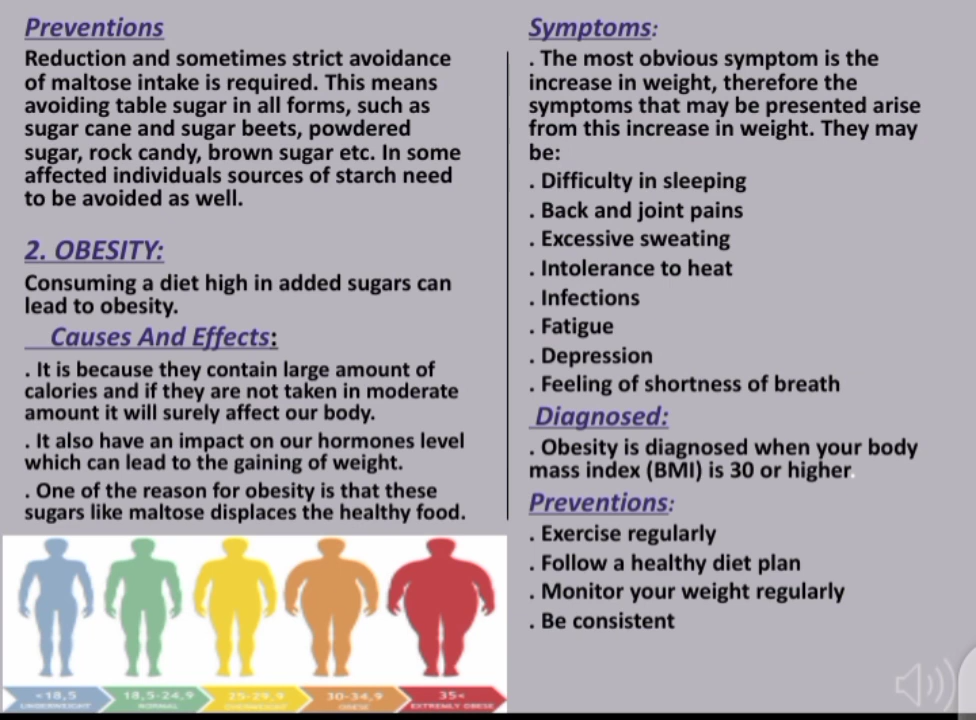 Preventions
Reduction and sometimes strict avoidance
of maltose intake is required. This means
avoiding table sugar in all forms, such as
sugar cane and sugar beets, powdered
sugar, rock candy, brown sugar etc. In some
affected individuals sources of starch need
to be avoided as well.
2. OBESITY:
Consuming a diet high in added sugars can
lead to obesity.
Causes And Effects:
. It is because they contain large amount of
calories and if they are not taken in moderate
amount it will surely affect our body.
. It also have an impact on our hormones level
which can lead to the gaining of weight.
. One of the reason for obesity is that these
sugars like maltose displaces the healthy food.
<18,5
UNDERWEIGHT
18,5-24,9
NORMAL
25-29,9
OVERWEIGHT
30-34,9
OBESE
35<
EXTREMLY OBESE
Symptoms:
. The most obvious symptom is the
increase in weight, therefore the
symptoms that may be presented arise
from this increase in weight. They may
be:
. Difficulty in sleeping
. Back and joint pains
. Excessive sweating
. Intolerance to heat
. Infections
. Fatigue
. Depression
. Feeling of shortness of breath
Diagnosed:
. Obesity is diagnosed when your body
mass index (BMI) is 30 or higher.
Preventions:
. Exercise regularly
. Follow a healthy diet plan
. Monitor your weight regularly
. Be consistent